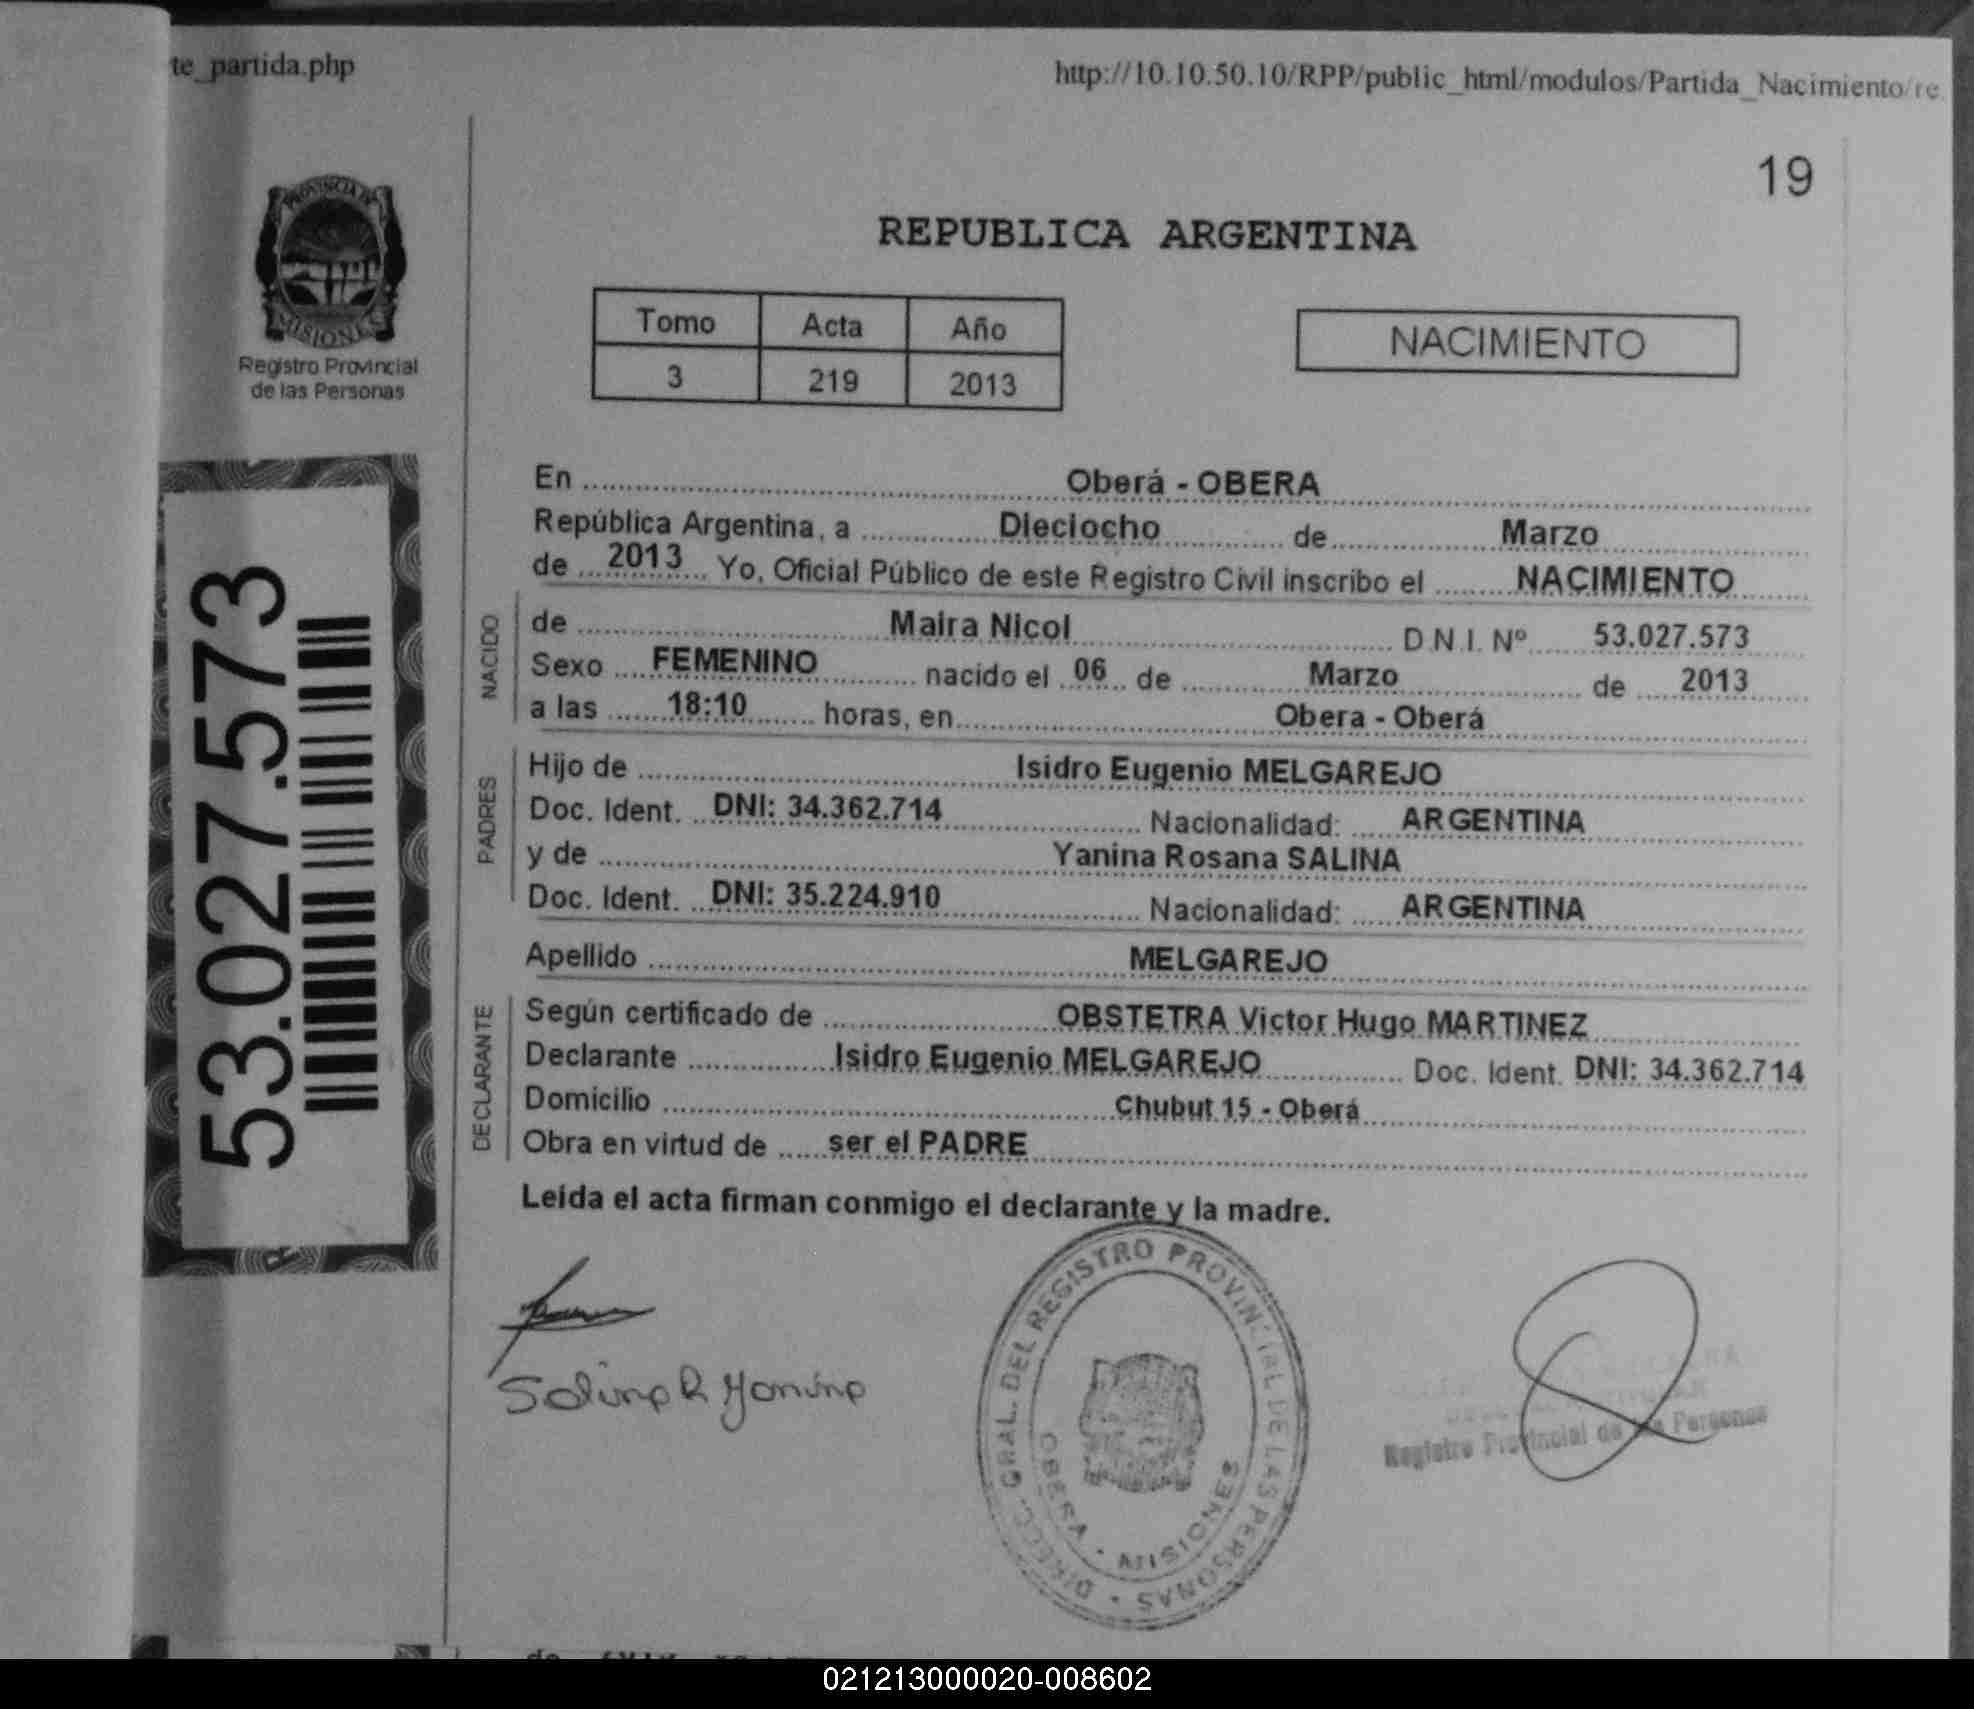 te_partida.php
http://10.10.50.10/RPP/public_html/modulos/Partida_Nacimiento/re
19
PROVINCIA DE
MISIONES
Registro Provincial
de las Personas
REPUBLICA ARGENTINA
Tomo Acta Año
3 219 2013
NACIMIENTO
53.027.573
En Oberá - OBERA
República Argentina, a Dieciocho de Marzo
de 2013 Yo, Oficial Público de este Registro Civil inscribo el NACIMIENTO
NACIDO
de Maira Nicol D.N.I. Nº 53.027.573
Sexo FEMENINO nacido el 06 de Marzo de 2013
a las 18:10 horas, en Obera - Oberá
PADRES
Hijo de Isidro Eugenio MELGAREJO
Doc. Ident. DNI: 34.362.714 Nacionalidad: ARGENTINA
y de Yanina Rosana SALINA
Doc. Ident. DNI: 35.224.910 Nacionalidad: ARGENTINA
Apellido MELGAREJO
DECLARANTE
Según certificado de OBSTETRA Victor Hugo MARTINEZ
Declarante Isidro Eugenio MELGAREJO Doc. Ident. DNI: 34.362.714
Domicilio Chubut 15 - Oberá
Obra en virtud de ser el PADRE
Leída el acta firman conmigo el declarante y la madre.
Salina R Yanina
DIRECC. GRAL. DEL REGISTRO PROVINCIAL DE LAS PERSONAS
OBERA - MISIONES
Registro Provincial de las Personas
021213000020-008602